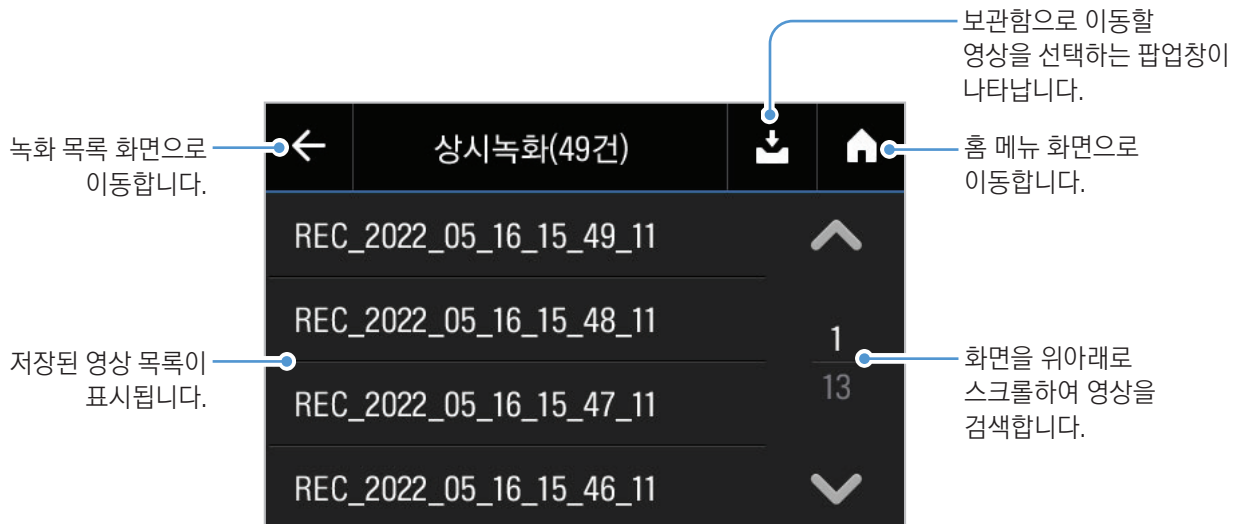 보관함으로 이동할
영상을 선택하는 팝업창이
나타납니다.
녹화 목록 화면으로
이동합니다.
상시녹화(49건)
홈 메뉴 화면으로
이동합니다.
REC_2022_05_16_15_49_11
REC_2022_05_16_15_48_11
저장된 영상 목록이
표시됩니다.
1
13
화면을 위아래로
스크롤하여 영상을
검색합니다.
REC_2022_05_16_15_47_11
REC_2022_05_16_15_46_11